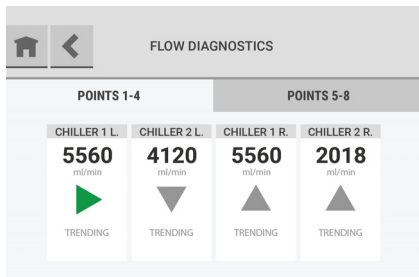 FLOW DIAGNOSTICS
POINTS 1-4 POINTS 5-8
CHILLER 1 L. CHILLER 2 L. CHILLER 1 R. CHILLER 2 R.
5560 4120 5560 2018
ml/min ml/min ml/min ml/min
TRENDING TRENDING TRENDING TRENDING